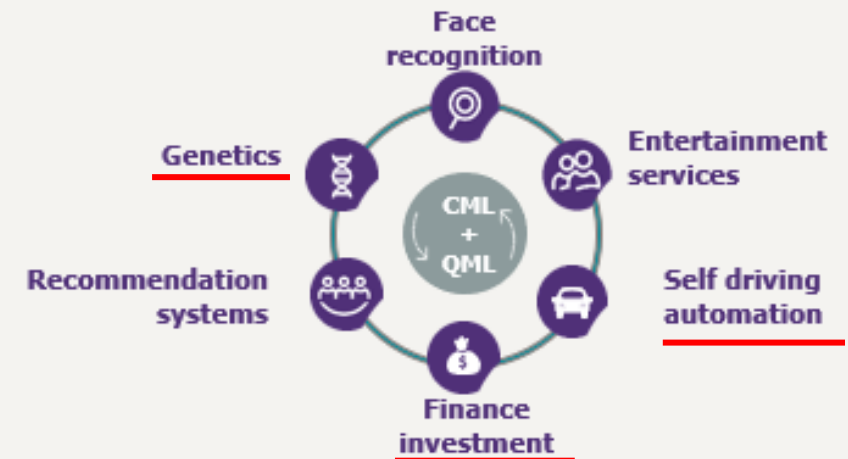 Face
recognition
Entertainment
services
Genetics
CML
+
QML
Recommendation
systems
Self driving
automation
$
Finance
investment